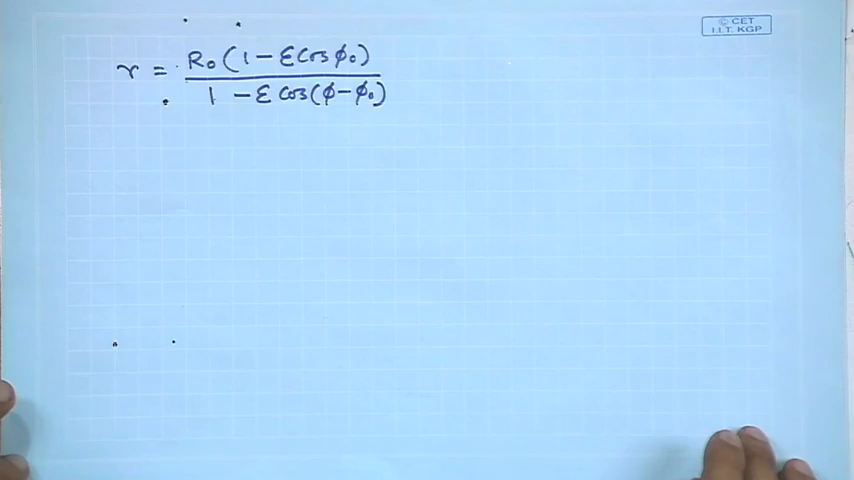 © CET
I.I.T. KGP
r = R₀(1 - ε cos φ₀) / 1 - ε cos(φ - φ₀)